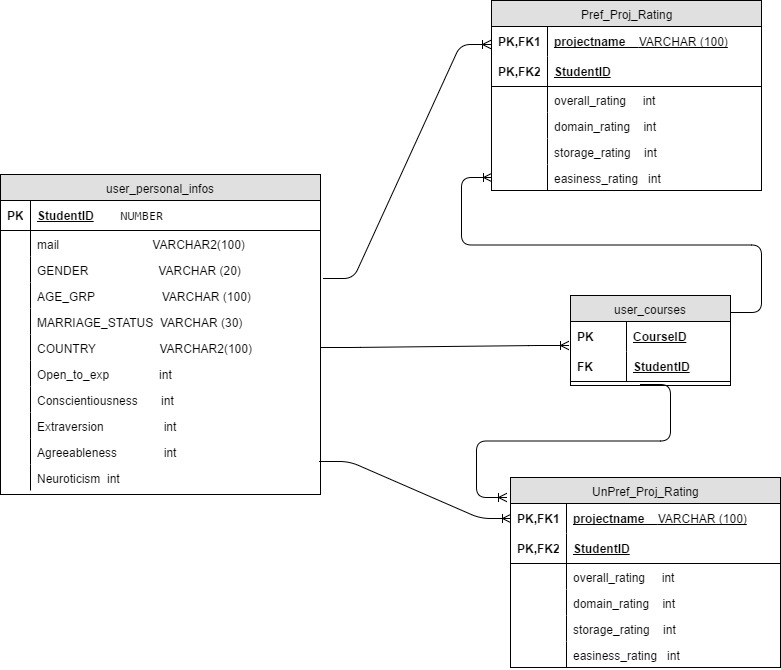 Pref_Proj_Rating
PK,FK1 projectname VARCHAR (100)
PK,FK2 StudentID
overall_rating int
domain_rating int
storage_rating int
easiness_rating int
user_personal_infos
PK StudentID NUMBER
mail VARCHAR2(100)
GENDER VARCHAR (20)
AGE_GRP VARCHAR (100)
MARRIAGE_STATUS VARCHAR (30)
COUNTRY VARCHAR2(100)
Open_to_exp int
Conscientiousness int
Extraversion int
Agreeableness int
Neuroticism int
user_courses
PK CourseID
FK StudentID
UnPref_Proj_Rating
PK,FK1 projectname VARCHAR (100)
PK,FK2 StudentID
overall_rating int
domain_rating int
storage_rating int
easiness_rating int